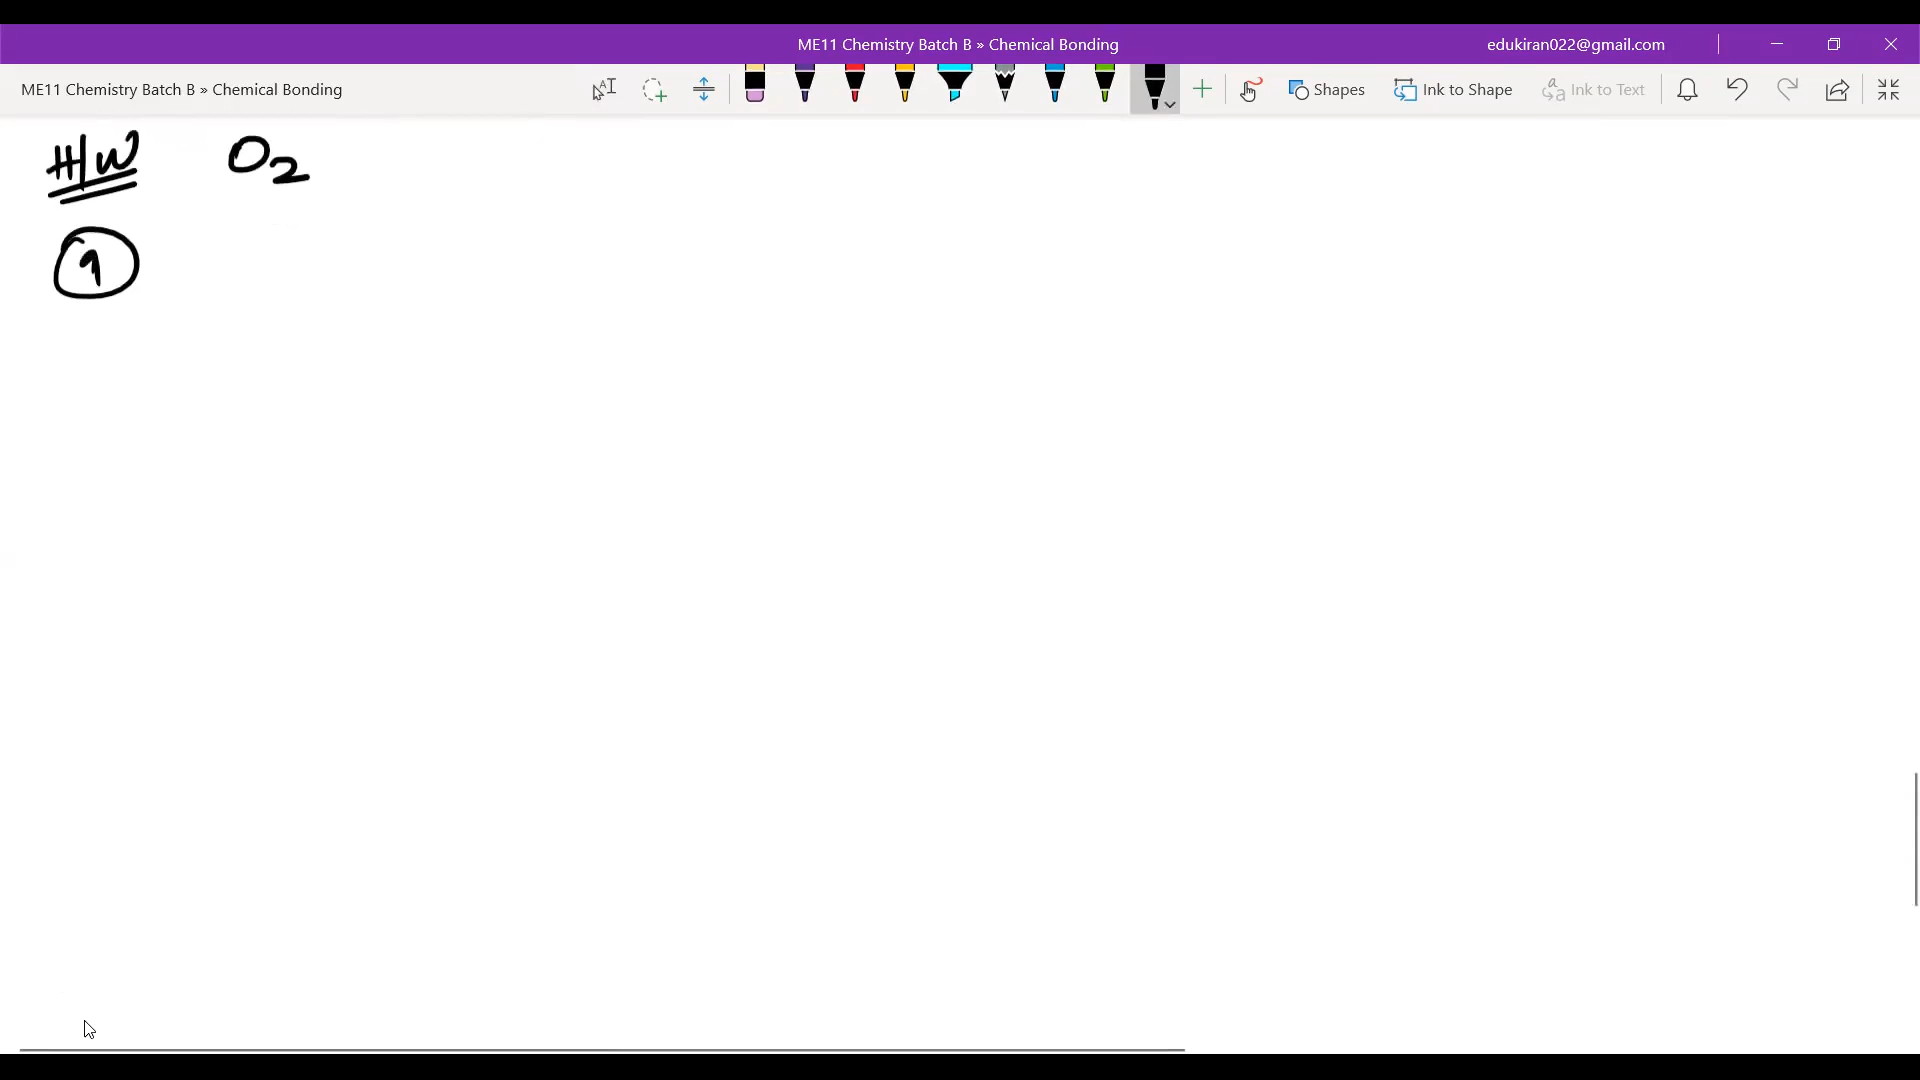 ME11 Chemistry Batch B » Chemical Bonding
edukiran022@gmail.com
ME11 Chemistry Batch B » Chemical Bonding
Shapes
Ink to Shape
Ink to Text
H/W O2
1